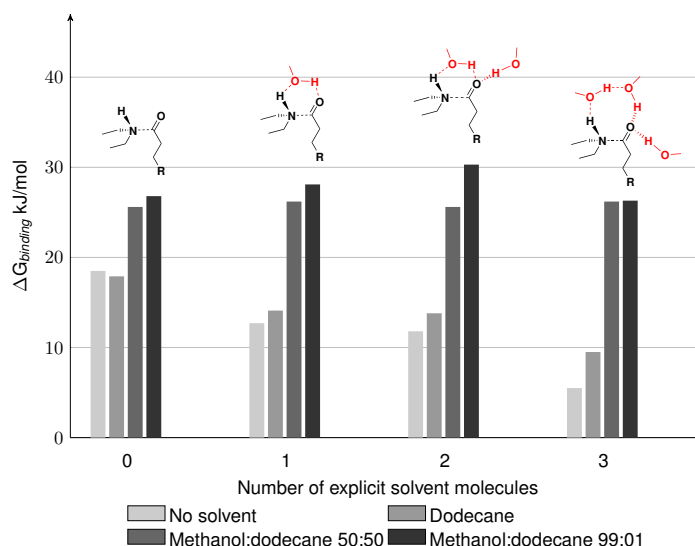 ΔG_binding kJ/mol
40
30
20
10
0
H
N
O
R
O H
H
N
O
R
O H
H O
H
N
O
R
O H O
H
H
N
O
H
O
R
0 1 2 3
Number of explicit solvent molecules
No solvent Dodecane
Methanol:dodecane 50:50 Methanol:dodecane 99:01